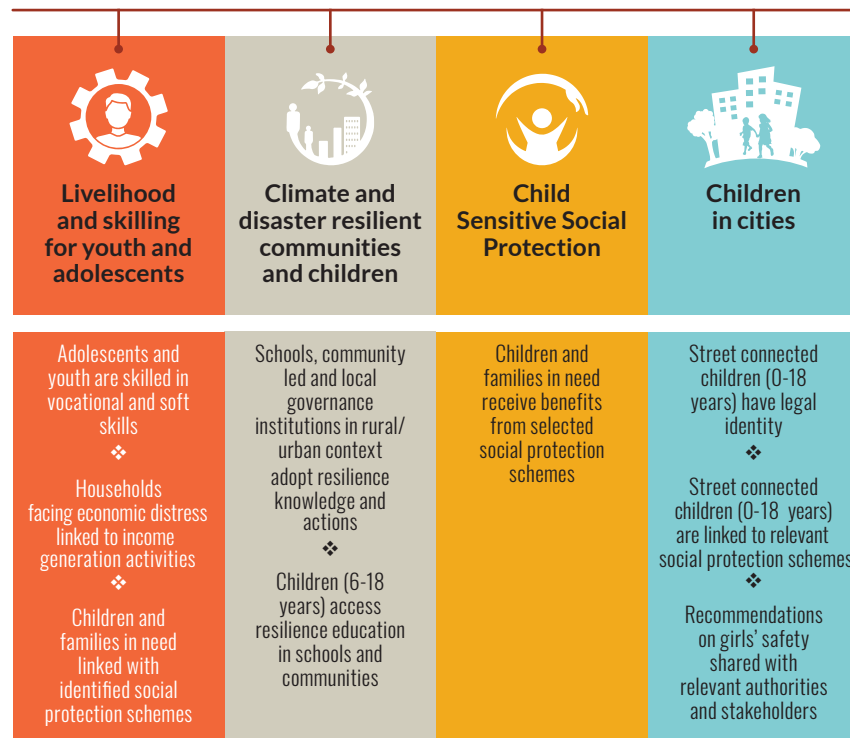 Livelihood
and skilling
for youth and
adolescents
Climate and
disaster resilient
communities
and children
Child
Sensitive Social
Protection
Children
in cities
Adolescents and
youth are skilled in
vocational and soft
skills
❖
Households
facing economic distress
linked to income
generation activities
❖
Children and
families in need
linked with
identified social
protection schemes
Schools, community
led and local
governance
institutions in rural/
urban context
adopt resilience
knowledge and
actions
❖
Children (6-18
years) access
resilience education
in schools and
communities
Children and
families in need
receive benefits
from selected
social protection
schemes
Street connected
children (0-18
years) have legal
identity
❖
Street connected
children (0-18 years)
are linked to relevant
social protection schemes
❖
Recommendations
on girls’ safety
shared with
relevant authorities
and stakeholders